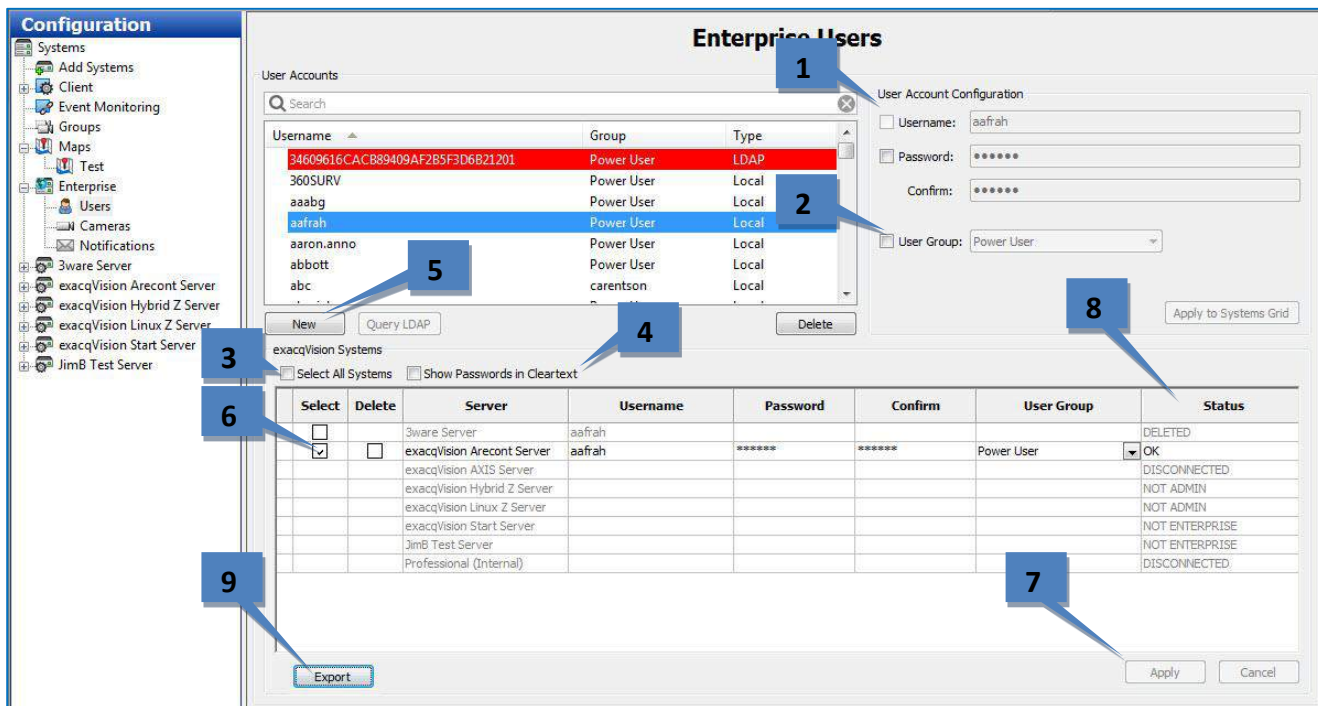 Configuration
Systems
Add Systems
Client
Event Monitoring
Groups
Maps
Test
Enterprise
Users
Cameras
Notifications
3ware Server
exacqVision Arecont Server
exacqVision Hybrid Z Server
exacqVision Linux Z Server
exacqVision Start Server
JimB Test Server
Enterprise Users
User Accounts
Search
Username Group Type
34609616CACB89409AF2B5F3D6B21201 Power User LDAP
360SURV Power User Local
aaabg Power User Local
aafrah Power User Local
aaron.anno Power User Local
abbott Power User Local
abc carentson Local
New Query LDAP Delete
1
User Account Configuration
Username: aafrah
Password: ••••••
Confirm: ••••••
2
User Group: Power User
Apply to Systems Grid
5
4
8
3
exacqVision Systems
Select All Systems Show Passwords in Cleartext
6
Select Delete Server Username Password Confirm User Group Status
3ware Server aafrah DELETED
exacqVision Arecont Server aafrah ****** ****** Power User OK
exacqVision AXIS Server DISCONNECTED
exacqVision Hybrid Z Server NOT ADMIN
exacqVision Linux Z Server NOT ADMIN
exacqVision Start Server NOT ENTERPRISE
JimB Test Server NOT ENTERPRISE
Professional (Internal) DISCONNECTED
9
7
Export Apply Cancel